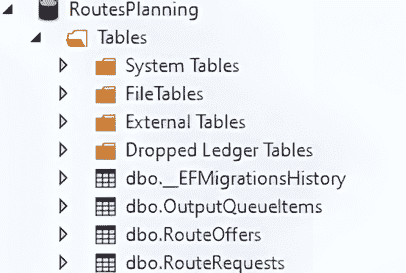 RoutesPlanning
Tables
System Tables
FileTables
External Tables
Dropped Ledger Tables
dbo.__EFMigrationsHistory
dbo.OutputQueueItems
dbo.RouteOffers
dbo.RouteRequests